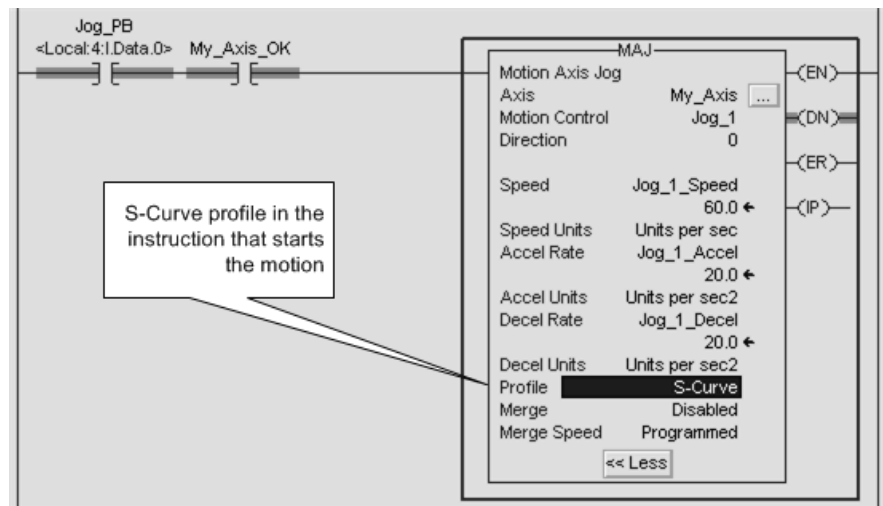 Jog_PB
<Local:4:I.Data.0>
My_Axis_OK
MAJ
Motion Axis Jog
Axis My_Axis ...
Motion Control Jog_1
Direction 0
Speed Jog_1_Speed
60.0 ←
Speed Units Units per sec
Accel Rate Jog_1_Accel
20.0 ←
Accel Units Units per sec2
Decel Rate Jog_1_Decel
20.0 ←
Decel Units Units per sec2
Profile S-Curve
Merge Disabled
Merge Speed Programmed
<< Less
(EN)
(DN)
(ER)
(IP)
S-Curve profile in the
instruction that starts
the motion